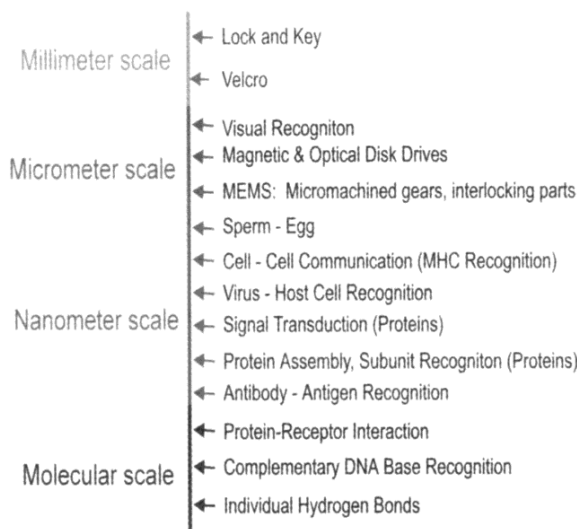 Lock and Key
Millimeter scale
Velcro
Visual Recogniton
Magnetic & Optical Disk Drives
Micrometer scale
MEMS: Micromachined gears, interlocking parts
Sperm - Egg
Cell - Cell Communication (MHC Recognition)
Virus - Host Cell Recognition
Nanometer scale
Signal Transduction (Proteins)
Protein Assembly, Subunit Recogniton (Proteins)
Antibody - Antigen Recognition
Protein-Receptor Interaction
Molecular scale
Complementary DNA Base Recognition
Individual Hydrogen Bonds